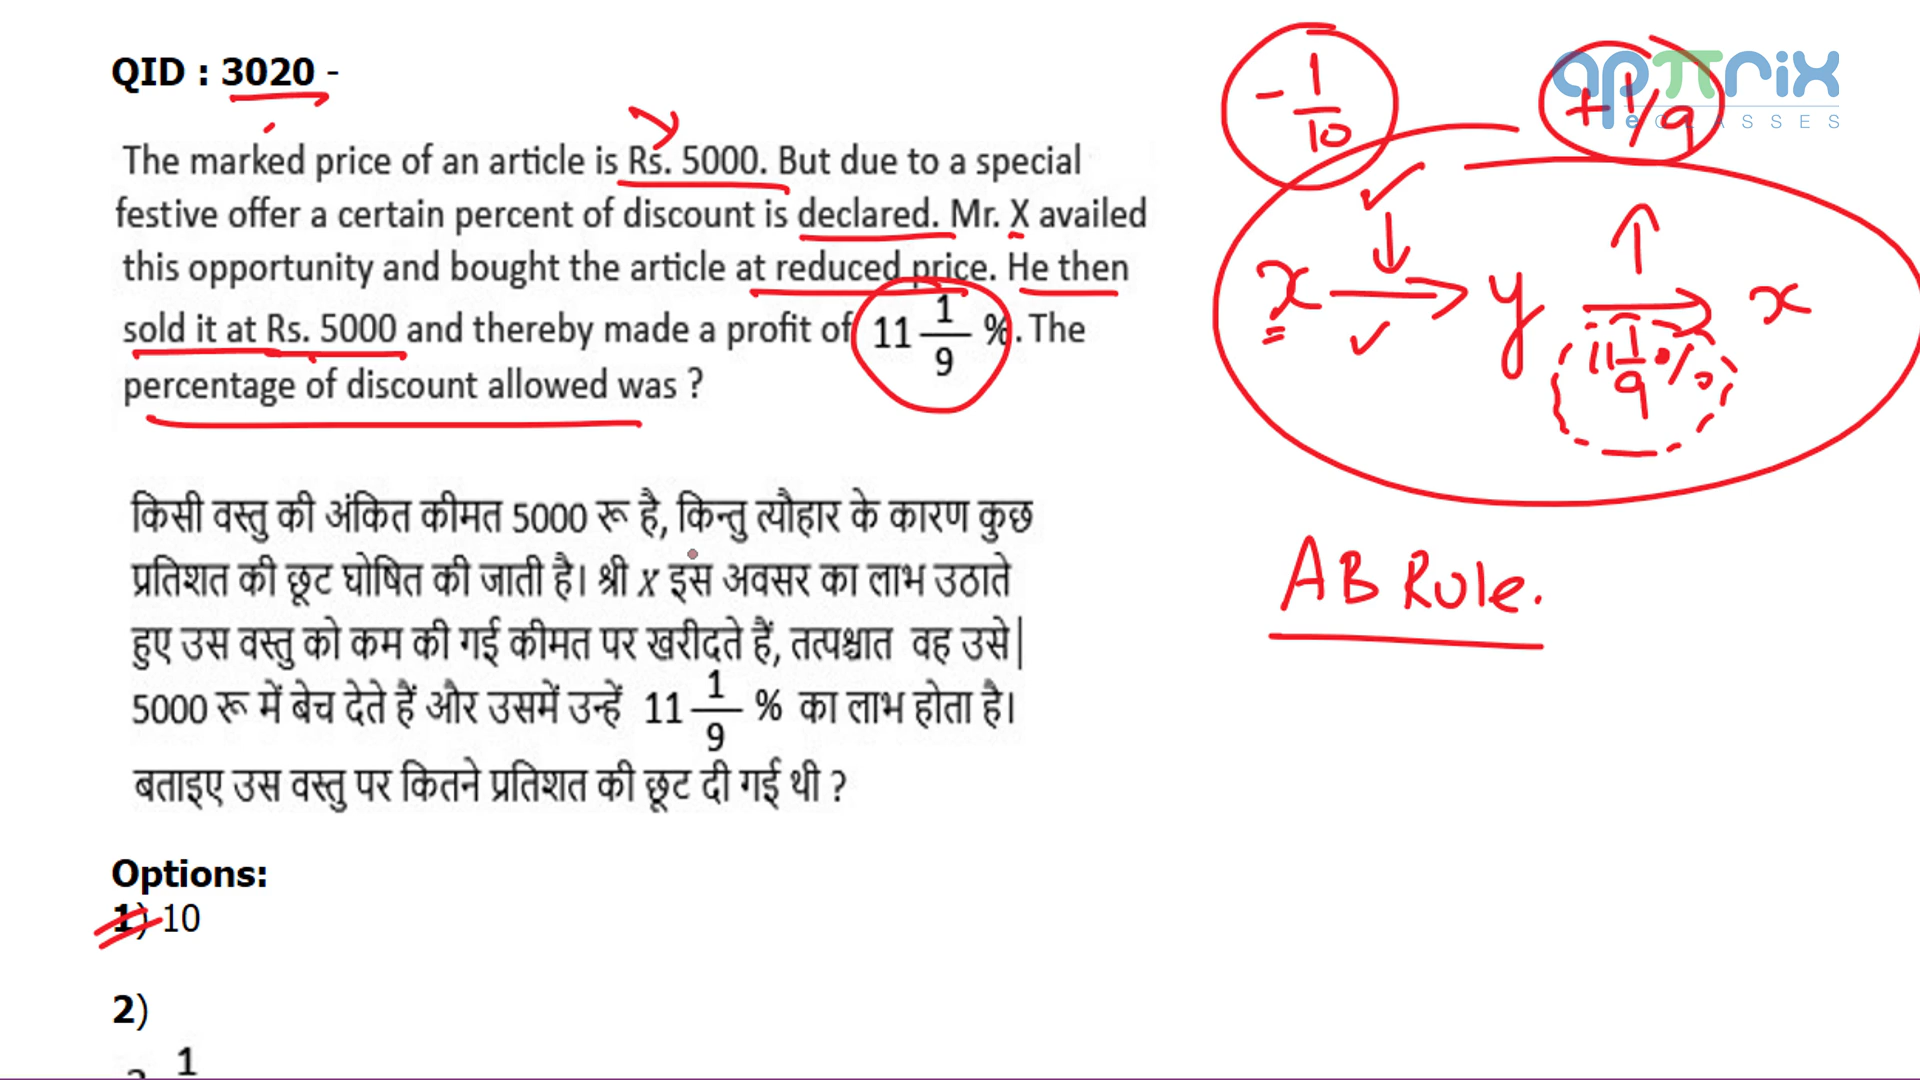 QID : 3020 -
The marked price of an article is Rs. 5000. But due to a special
festive offer a certain percent of discount is declared. Mr. X availed
this opportunity and bought the article at reduced price. He then
sold it at Rs. 5000 and thereby made a profit of 11 1/9 %. The
percentage of discount allowed was ?
किसी वस्तु की अंकित कीमत 5000 रू है, किन्तु त्यौहार के कारण कुछ
प्रतिशत की छूट घोषित की जाती है। श्री x इस अवसर का लाभ उठाते
हुए उस वस्तु को कम की गई कीमत पर खरीदते हैं, तत्पश्चात वह उसे|
5000 रू में बेच देते हैं और उसमें उन्हें 11 1/9 % का लाभ होता है।
बताइए उस वस्तु पर कितने प्रतिशत की छूट दी गई थी ?
Options:
1) 10
2)
1
apπrix
eCLASSES
- 1/10
+ 1/9
x → y → x
11 1/9 %
AB Rule.